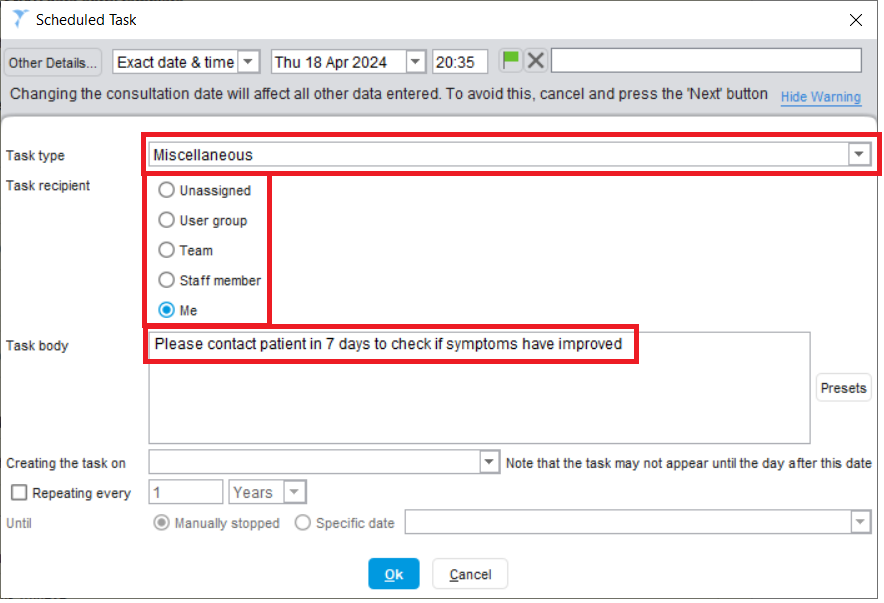 Scheduled Task
Other Details... Exact date & time Thu 18 Apr 2024 20:35
Changing the consultation date will affect all other data entered. To avoid this, cancel and press the 'Next' button Hide Warning
Task type Miscellaneous
Task recipient
Unassigned
User group
Team
Staff member
Me
Task body Please contact patient in 7 days to check if symptoms have improved
Presets
Creating the task on Note that the task may not appear until the day after this date
Repeating every 1 Years
Until Manually stopped Specific date
Ok Cancel